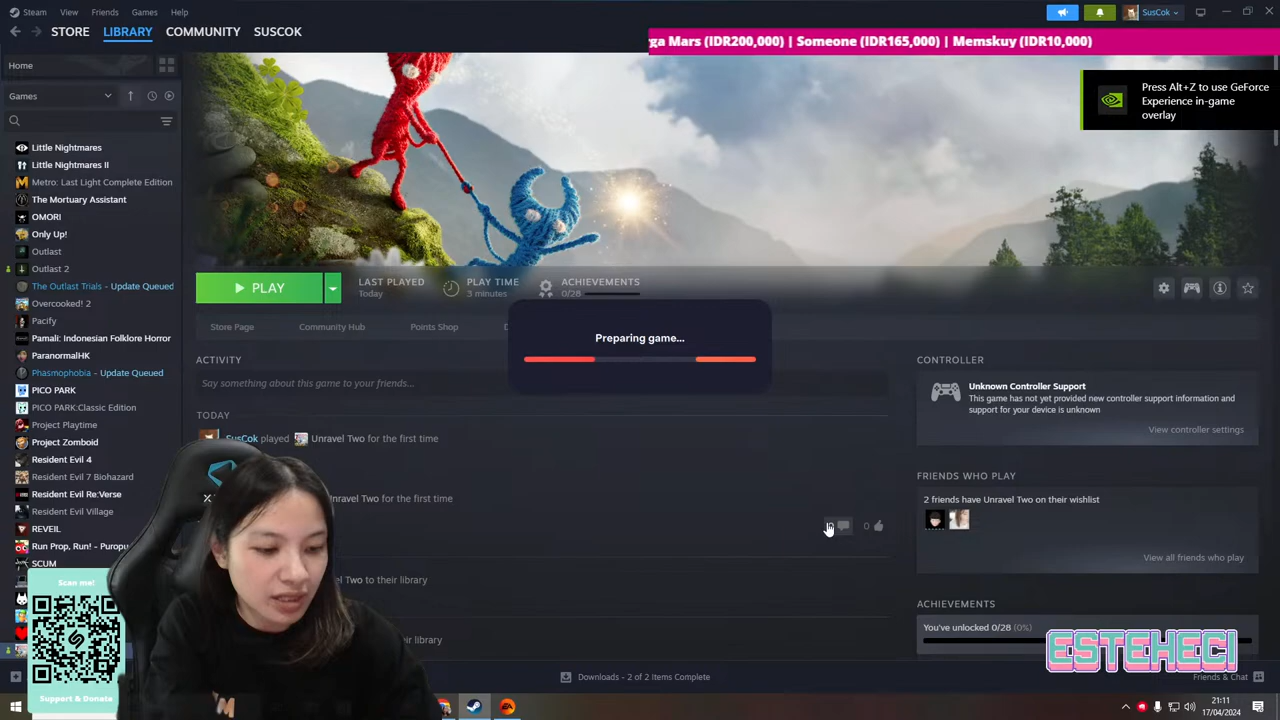 Steam View Friends Games Help
SusCok
STORE LIBRARY COMMUNITY SUSCOK
ga Mars (IDR200,000) | Someone (IDR165,000) | Memskuy (IDR10,000)
Home
Games
Press Alt+Z to use GeForce
Experience in-game
overlay
Little Nightmares
Little Nightmares II
Metro: Last Light Complete Edition
The Mortuary Assistant
OMORI
Only Up!
Outlast
Outlast 2
The Outlast Trials - Update Queued
Overcooked! 2
Pacify
Pamali: Indonesian Folklore Horror
ParanormalHK
Phasmophobia - Update Queued
PICO PARK
PICO PARK:Classic Edition
Project Playtime
Project Zomboid
Resident Evil 4
Resident Evil 7 Biohazard
Resident Evil Re:Verse
Resident Evil Village
REVEIL
Run Prop, Run! - Puropu
SCUM
PLAY
LAST PLAYED
Today
PLAY TIME
3 minutes
ACHIEVEMENTS
0/28
Store Page Community Hub Points Shop
Preparing game...
ACTIVITY
Say something about this game to your friends...
TODAY
SusCok played Unravel Two for the first time
nravel Two for the first time
0
el Two to their library
eir library
CONTROLLER
Unknown Controller Support
This game has not yet provided new controller support information and
support for your device is unknown
View controller settings
FRIENDS WHO PLAY
2 friends have Unravel Two on their wishlist
View all friends who play
ACHIEVEMENTS
You've unlocked 0/28 (0%)
ESTEHECI
Scan me!
Support & Donate
Downloads - 2 of 2 Items Complete
Friends & Chat
21:11
17/04/2024